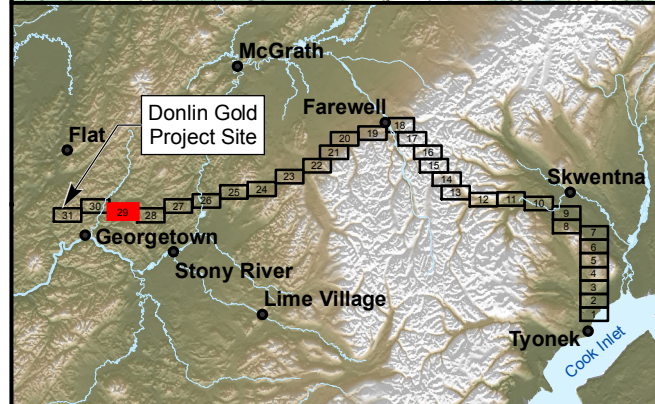 McGrath
Donlin Gold
Project Site
Farewell
Flat
18
19
17
20
16
21
15
22
14
23
13
24
25
26
27
28
29
30
31
12
11
10
Skwentna
9
8
7
6
5
4
3
2
1
Georgetown
Stony River
Lime Village
Tyonek
Cook Inlet